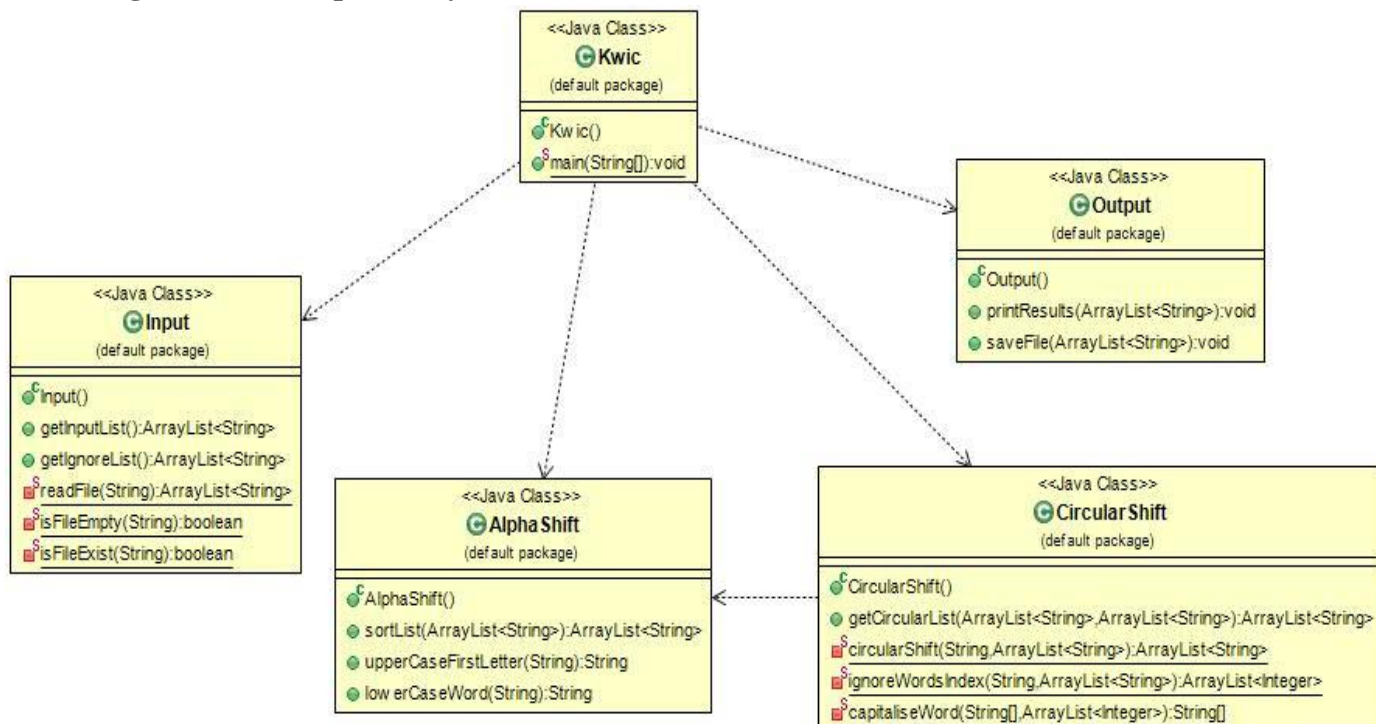 <<Java Class>>
Kwic
(default package)
Kwic()
main(String[]):void
<<Java Class>>
Output
(default package)
Output()
printResults(ArrayList<String>):void
saveFile(ArrayList<String>):void
<<Java Class>>
Input
(default package)
Input()
getInputList():ArrayList<String>
getIgnoreList():ArrayList<String>
readFile(String):ArrayList<String>
isFileEmpty(String):boolean
isFileExist(String):boolean
<<Java Class>>
AlphaShift
(default package)
AlphaShift()
sortList(ArrayList<String>):ArrayList<String>
upperCaseFirstLetter(String):String
lowerCaseWord(String):String
<<Java Class>>
CircularShift
(default package)
CircularShift()
getCircularList(ArrayList<String>,ArrayList<String>):ArrayList<String>
circularShift(String,ArrayList<String>):ArrayList<String>
ignoreWordsIndex(String,ArrayList<String>):ArrayList<Integer>
capitaliseWord(String[],ArrayList<Integer>):String[]